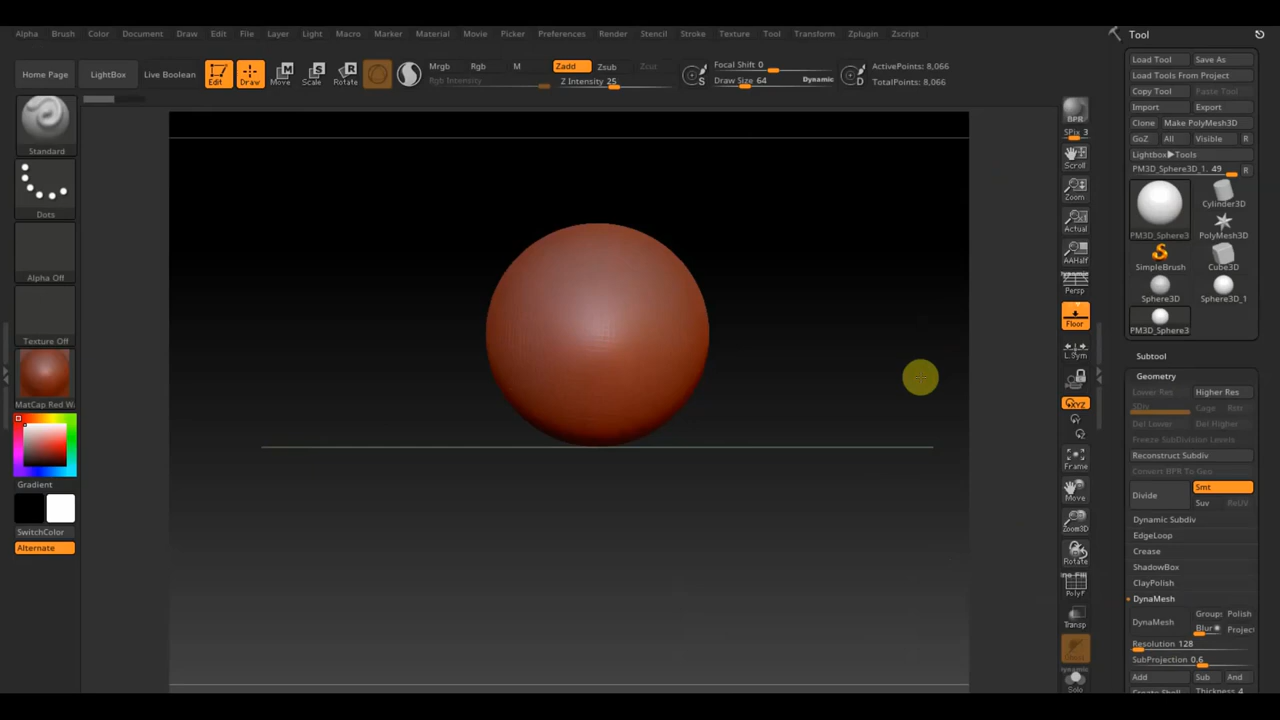 Alpha Brush Color Document Draw Edit File Layer Light Macro Marker Material Movie Picker Preferences Render Stencil Stroke Texture Tool Transform Zplugin Zscript
Tool
Home Page
LightBox
Live Boolean
Edit
Draw
Move
Scale
Rotate
Mrgb Rgb M
Rgb Intensity
Zadd Zsub Zcut
Z Intensity 25
S
Focal Shift 0
Draw Size 64
Dynamic
D
ActivePoints: 8,066
TotalPoints: 8,066
Standard
Dots
Alpha Off
Texture Off
MatCap Red W
Gradient
SwitchColor
Alternate
BPR
SPix 3
Scroll
Zoom
Actual
AAHalf
Persp
Floor
L.Sym
XYZ
Frame
Move
Zoom3D
Rotate
PolyF
Transp
Solo
Load Tool Save As
Load Tools From Project
Copy Tool Paste Tool
Import Export
Clone Make PolyMesh3D
GoZ All Visible R
Lightbox▶Tools
PM3D_Sphere3D_1. 49 R
PM3D_Sphere3
Cylinder3D
PolyMesh3D
SimpleBrush
Cube3D
Sphere3D
Sphere3D_1
PM3D_Sphere3
Subtool
Geometry
Lower Res Higher Res
SDiv Cage Rstr
Del Lower Del Higher
Freeze SubDivision Levels
Reconstruct Subdiv
Convert BPR To Geo
Divide
Smt
Suv ReUV
Dynamic Subdiv
EdgeLoop
Crease
ShadowBox
ClayPolish
DynaMesh
DynaMesh
Group: Polish
Blur Project
Resolution 128
SubProjection 0.6
Add Sub And
Create Shell Thickness 4